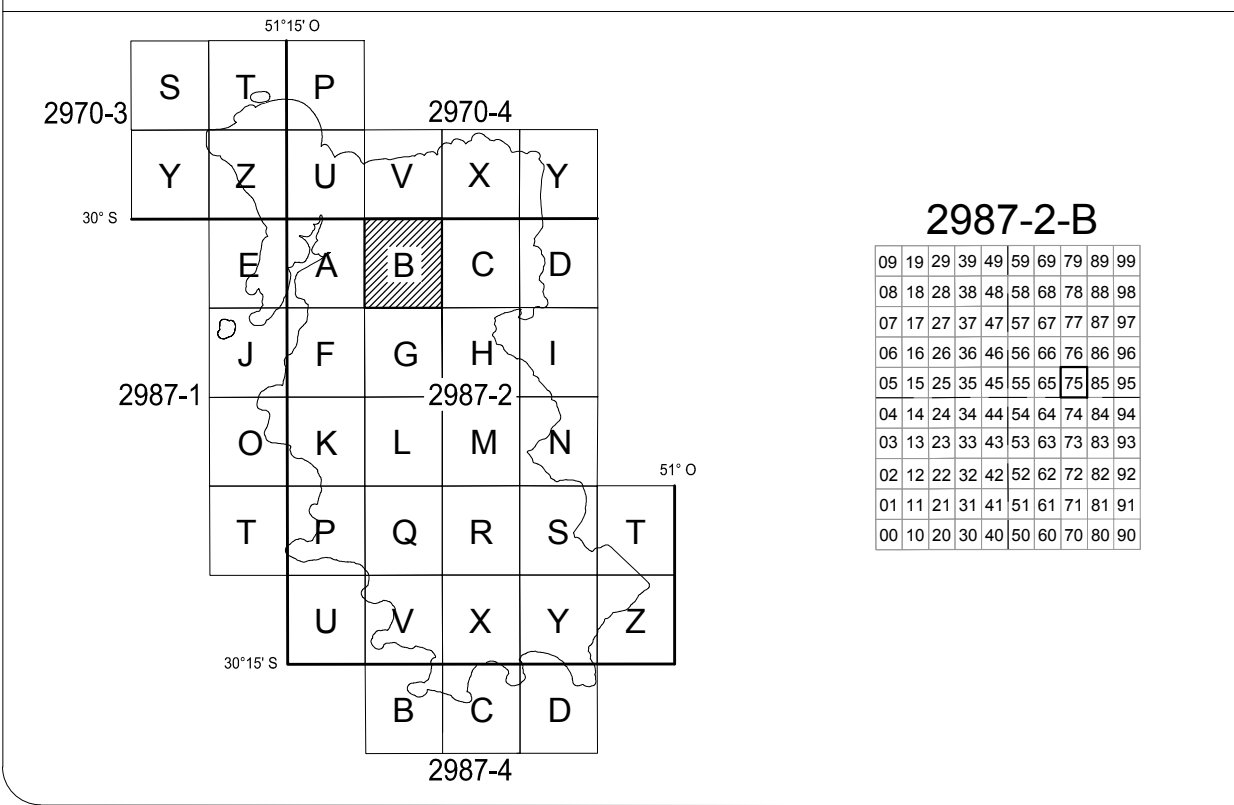 51°15' O
S T P
2970-3 2970-4
Y Z U V X Y
30° S
E A B C D
J F G H I
2987-1 2987-2
O K L M N
51° O
T P Q R S T
U V X Y Z
30°15' S
B C D
2987-4
2987-2-B
09 19 29 39 49 59 69 79 89 99
08 18 28 38 48 58 68 78 88 98
07 17 27 37 47 57 67 77 87 97
06 16 26 36 46 56 66 76 86 96
05 15 25 35 45 55 65 75 85 95
04 14 24 34 44 54 64 74 84 94
03 13 23 33 43 53 63 73 83 93
02 12 22 32 42 52 62 72 82 92
01 11 21 31 41 51 61 71 81 91
00 10 20 30 40 50 60 70 80 90